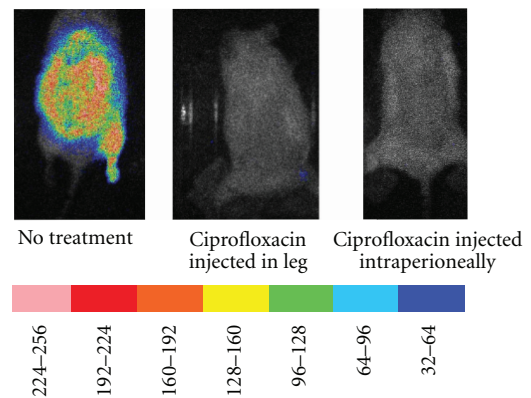 No treatment
Ciprofloxacin
injected in leg
Ciprofloxacin injected
intraperioneally
224–256
192–224
160–192
128–160
96–128
64–96
32–64